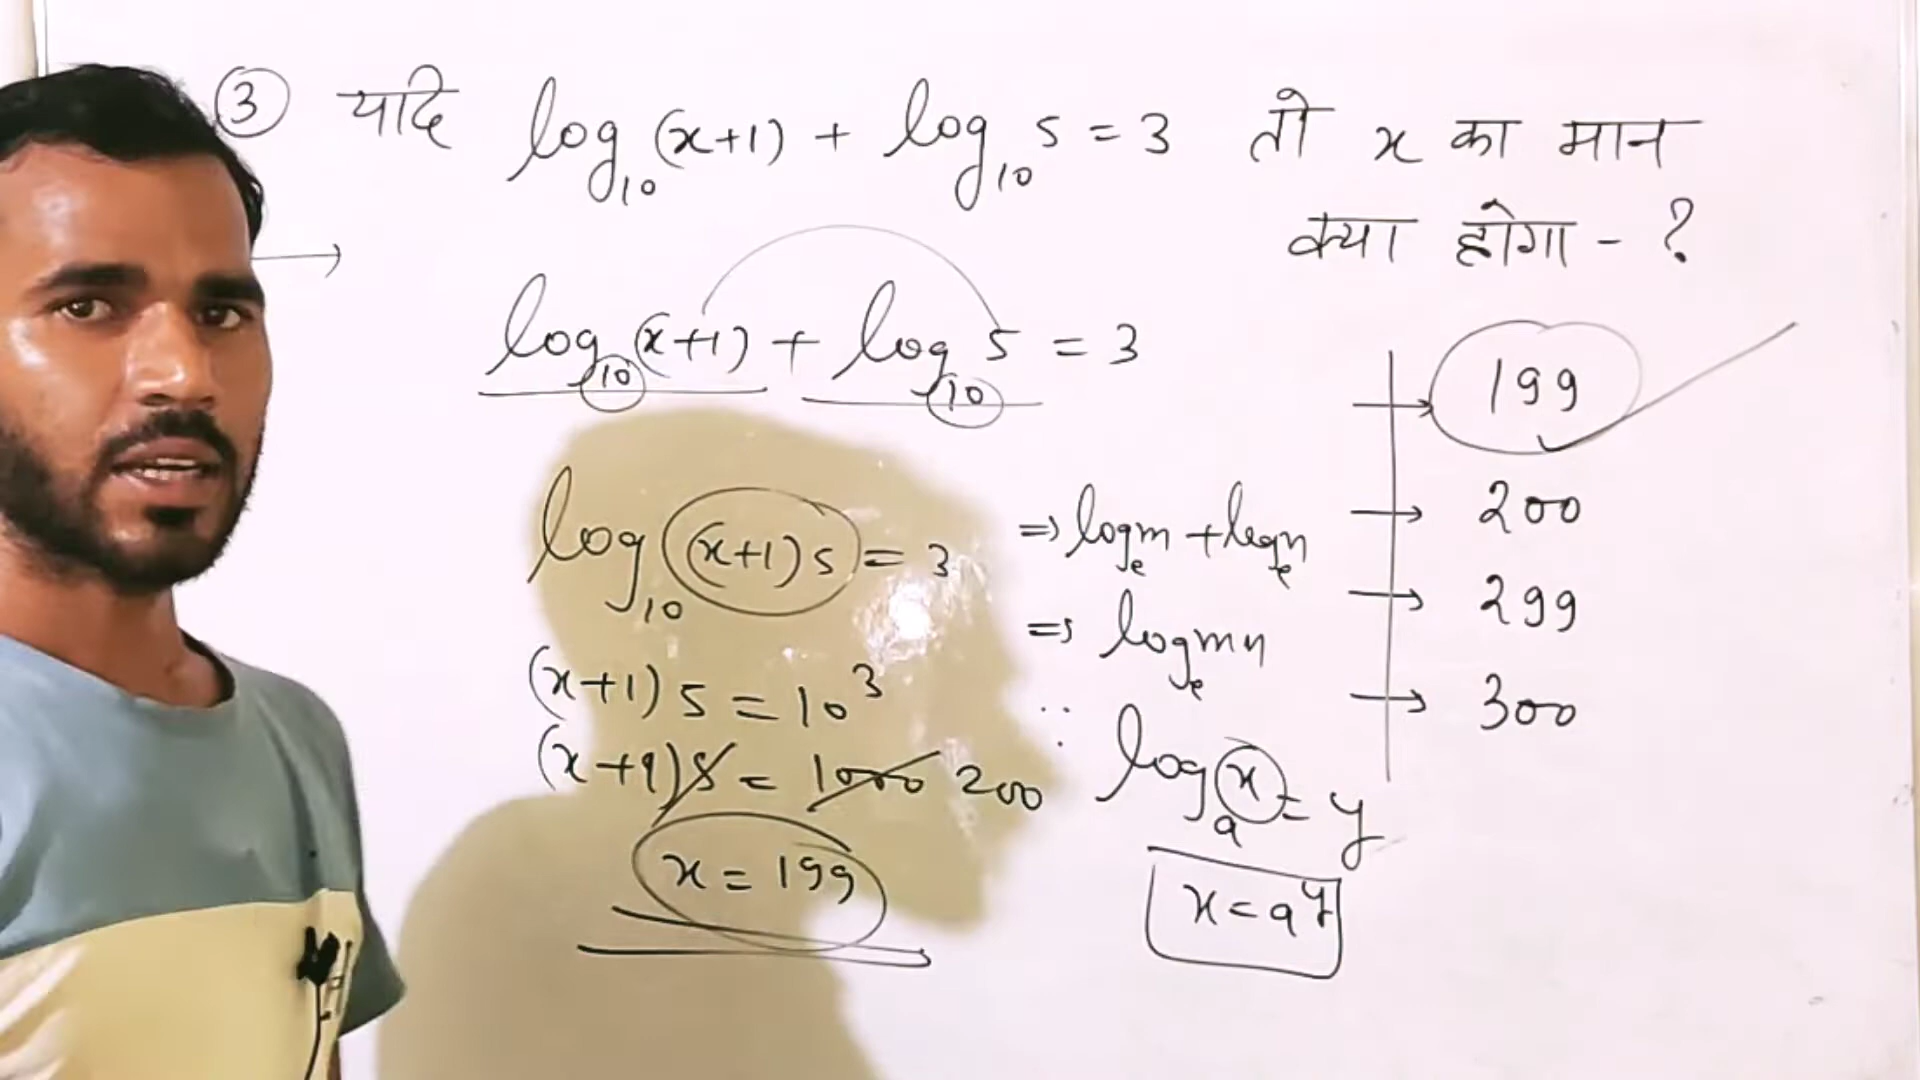 ③ यदि log₁₀(x+1) + log₁₀5 = 3 तो x का मान
क्या होगा - ?
→
log₁₀(x+1) + log₁₀5 = 3
log₁₀(x+1)5 = 3
(x+1)5 = 10³
(x+1)5 = 1000 200
x = 199
⇒ logₑm + logₑn
⇒ logₑmn
∵ logₐx = y
x = a^y
→ 199
→ 200
→ 299
→ 300